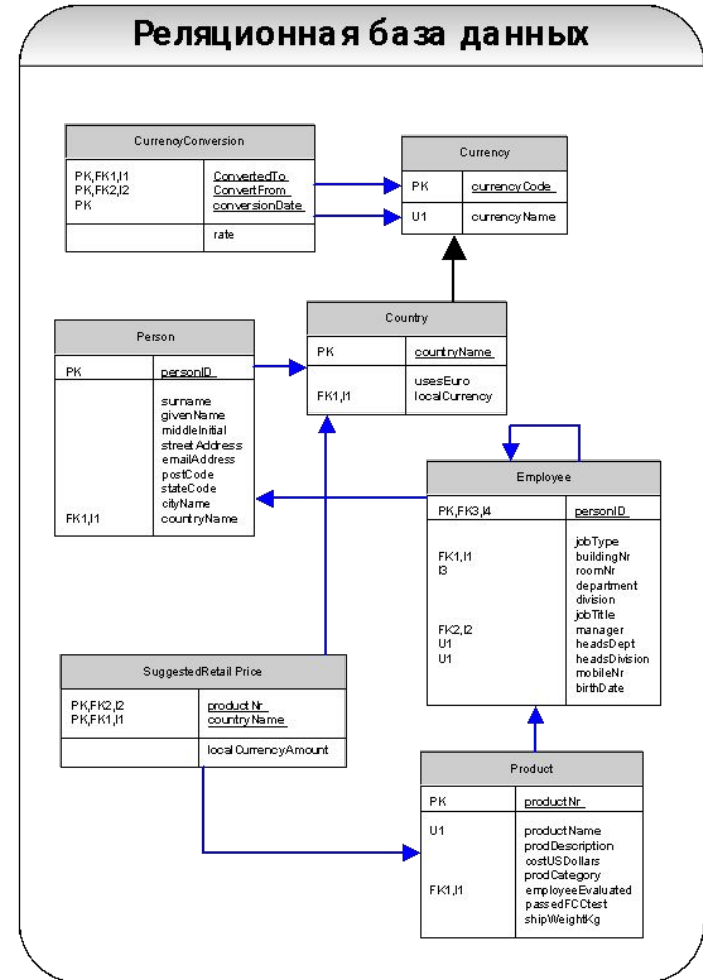 Реляционная база данных
CurrencyConversion
PK,FK1,I1 ConvertedTo
PK,FK2,I2 ConvertFrom
PK conversionDate
rate
Currency
PK currencyCode
U1 currencyName
Person
PK personID
surname
givenName
middleInitial
streetAddress
emailAddress
postCode
stateCode
cityName
FK1,I1 countryName
Country
PK countryName
usesEuro
FK1,I1 localCurrency
Employee
PK,FK3,I4 personID
jobType
FK1,I1 buildingNr
I3 roomNr
department
division
jobTitle
FK2,I2 manager
U1 headsDept
U1 headsDivision
mobileNr
birthDate
SuggestedRetailPrice
PK,FK2,I2 productNr
PK,FK1,I1 countryName
localCurrencyAmount
Product
PK productNr
U1 productName
prodDescription
costUSDollars
prodCategory
FK1,I1 employeeEvaluated
passedFCCtest
shipWeightKg